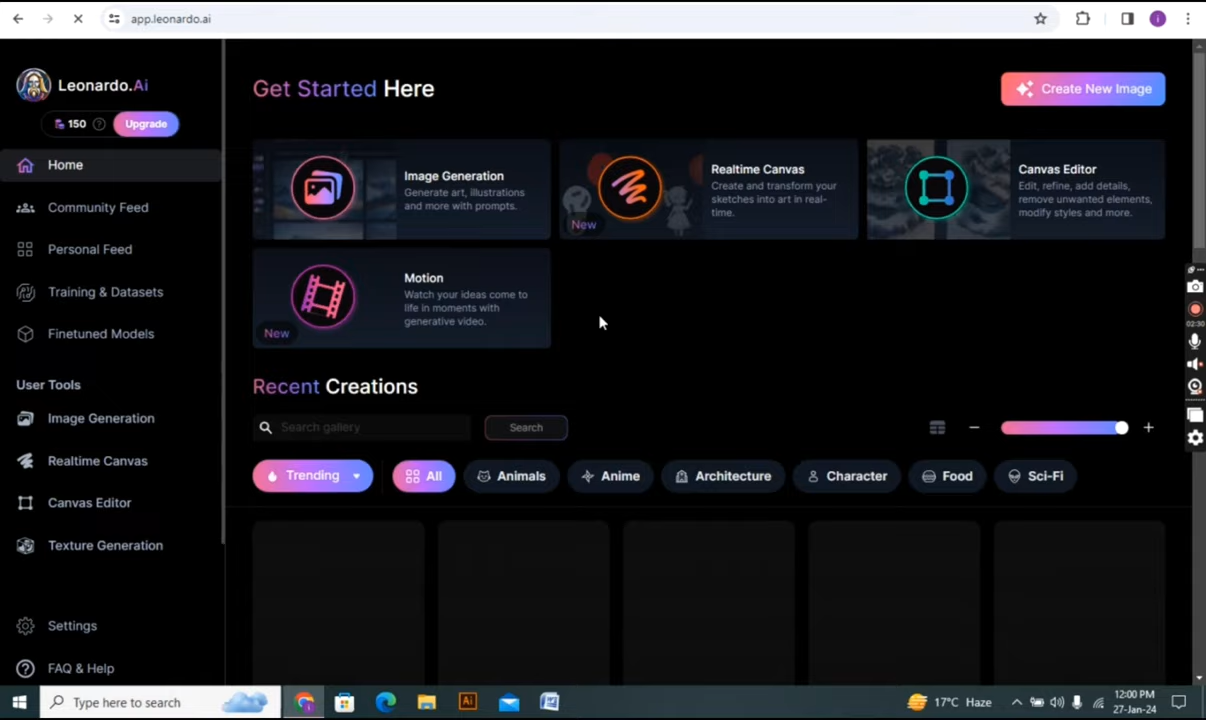 app.leonardo.ai
i
Leonardo.Ai
150
?
Upgrade
Home
Community Feed
Personal Feed
Training & Datasets
Finetuned Models
User Tools
Image Generation
Realtime Canvas
Canvas Editor
Texture Generation
Settings
FAQ & Help
Get Started Here
Create New Image
Image Generation
Generate art, illustrations
and more with prompts.
New
Realtime Canvas
Create and transform your
sketches into art in real-
time.
Canvas Editor
Edit, refine, add details,
remove unwanted elements,
modify styles and more.
New
Motion
Watch your ideas come to
life in moments with
generative video.
Recent Creations
Search gallery
Search
Trending
All
Animals
Anime
Architecture
Character
Food
Sci-Fi
02:30
Type here to search
Ai
17°C Haze
12:00 PM
27-Jan-24